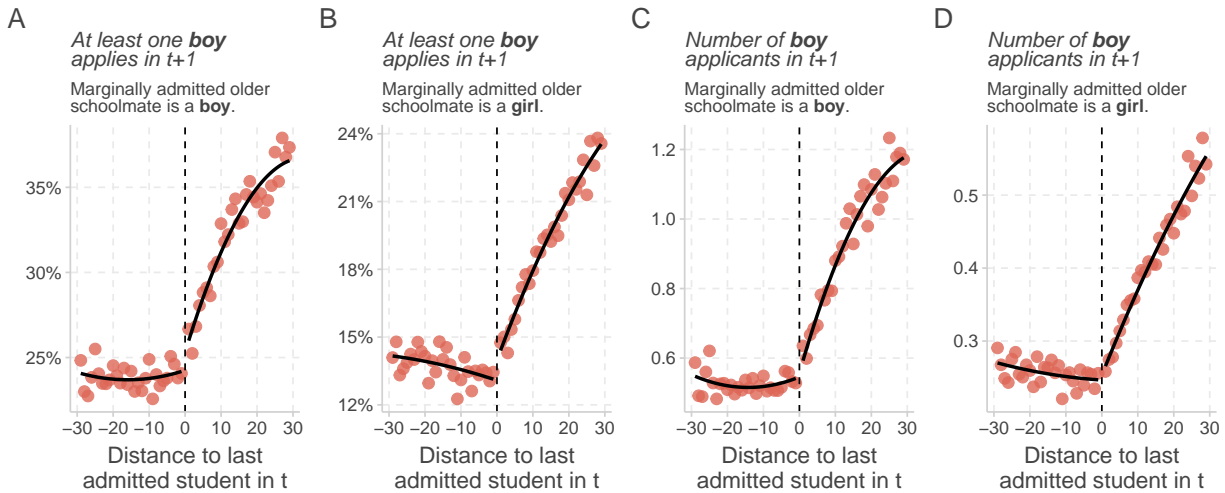 A
At least one boy
applies in t+1
Marginally admitted older
schoolmate is a boy.
35%
30%
25%
−30 −20 −10 0 10 20 30
Distance to last
admitted student in t
B
At least one boy
applies in t+1
Marginally admitted older
schoolmate is a girl.
24%
21%
18%
15%
12%
−30 −20 −10 0 10 20 30
Distance to last
admitted student in t
C
Number of boy
applicants in t+1
Marginally admitted older
schoolmate is a boy.
1.2
1.0
0.8
0.6
−30 −20 −10 0 10 20 30
Distance to last
admitted student in t
D
Number of boy
applicants in t+1
Marginally admitted older
schoolmate is a girl.
0.5
0.4
0.3
−30 −20 −10 0 10 20 30
Distance to last
admitted student in t